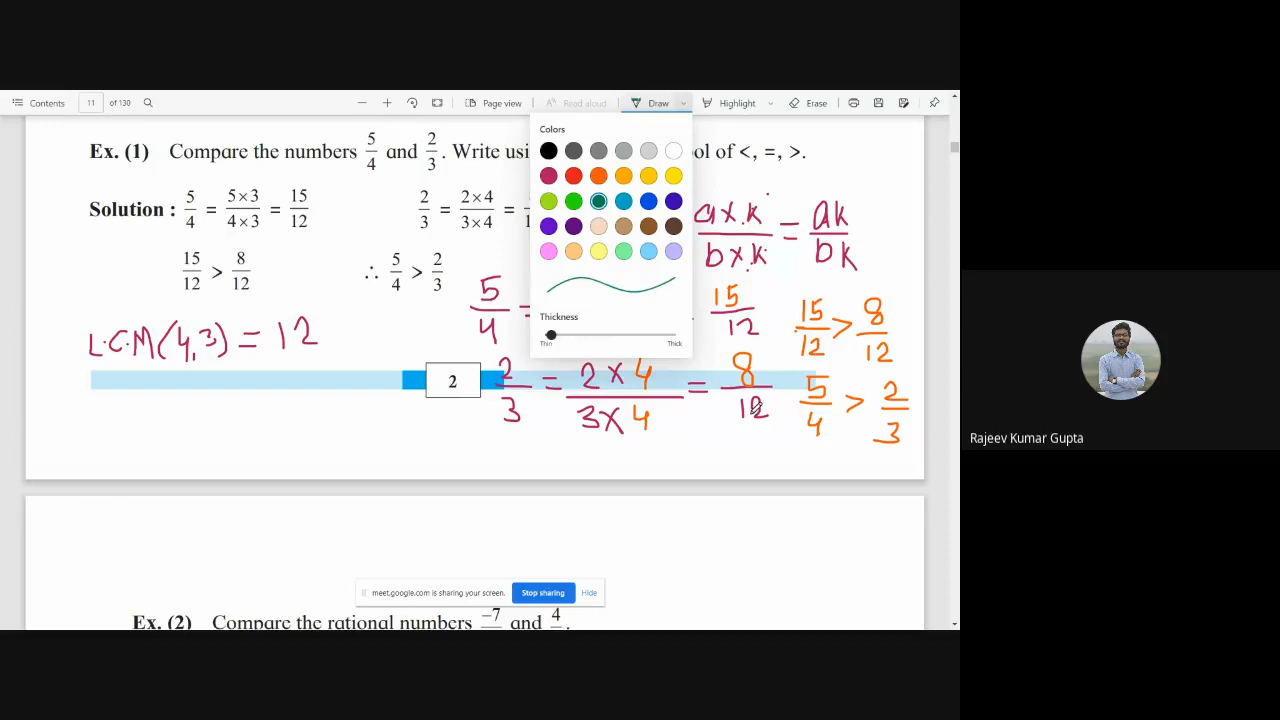 Contents 11 of 130 Page view Read aloud Draw Highlight Erase
Colors
Ex. (1) Compare the numbers 5/4 and 2/3. Write usi ol of <, =, >.
Solution : 5/4 = 5×3/4×3 = 15/12 2/3 = 2×4/3×4 =
a×k/b×k = ak/bk
15/12 > 8/12 ∴ 5/4 > 2/3
5/4 = 15/12 15/12 > 8/12
Thickness
Thin Thick
L.C.M(4,3) = 12
2
2/3 = 2×4/3×4 = 8/12 5/4 > 2/3
Rajeev Kumar Gupta
meet.google.com is sharing your screen. Stop sharing Hide
Ex. (2) Compare the rational numbers −7 and 4 .